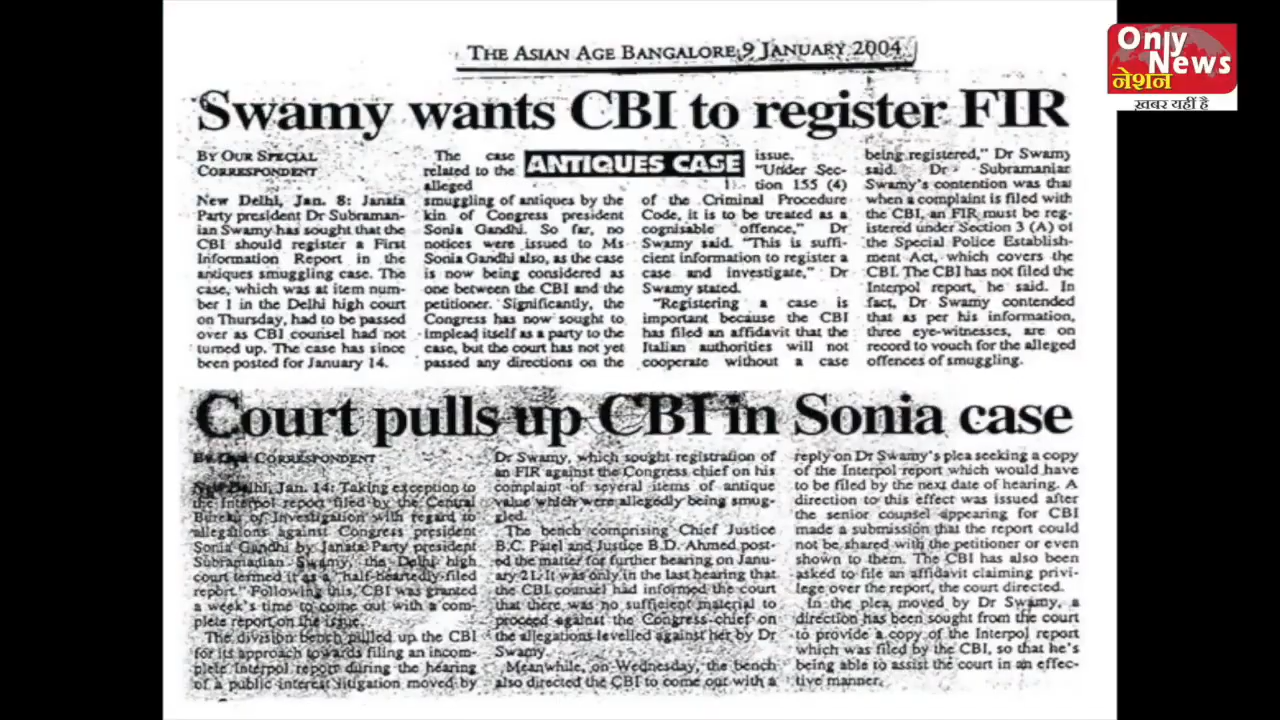 THE ASIAN AGE BANGALORE 9 JANUARY 2004
Only
News
नेशन
ख़बर यहीं है
Swamy wants CBI to register FIR
BY OUR SPECIAL
CORRESPONDENT
New Delhi, Jan. 8: Janata
Party president Dr Subraman-
ian Swamy has sought that the
CBI should register a First
Information Report in the
antiques smuggling case. The
case, which was at item num-
ber 1 in the Delhi high court
on Thursday, had to be passed
over as CBI counsel had not
turned up. The case has since
been posted for January 14.
The case
related to the
alleged
smuggling of antiques by the
kin of Congress president
Sonia Gandhi. So far, no
notices were issued to Ms
Sonia Gandhi also, as the case
is now being considered as
one between the CBI and the
petitioner. Significantly, the
Congress has now sought to
implead itself as a party to the
case, but the court has not yet
passed any directions on the
ANTIQUES CASE
issue.
"Under Sec-
tion 155 (4)
of the Criminal Procedure
Code, it is to be treated as a
cognisable offence," Dr
Swamy said. "This is suffi-
cient information to register a
case and investigate," Dr
Swamy stated.
"Registering a case is
important because the CBI
has filed an affidavit that the
Italian authorities will not
cooperate without a case
being registered," Dr Swamy
said. Dr Subramanian
Swamy's contention was that
when a complaint is filed with
the CBI, an FIR must be reg-
istered under Section 3 (A) of
the Special Police Establish-
ment Act, which covers the
CBI. The CBI has not filed the
Interpol report, he said. In
fact, Dr Swamy contended
that as per his information,
three eye-witnesses, are on
record to vouch for the alleged
offences of smuggling.
Court pulls up CBI in Sonia case
BY OUR CORRESPONDENT
New Delhi, Jan. 14: Taking exception to
the Interpol report filed by the Central
Bureau of Investigation with regard to
allegations against Congress president
Sonia Gandhi by Janata Party president
Subramanian Swamy, the Delhi high
court termed it as a "half-heartedly-filed
report." Following this, CBI was granted
a week's time to come out with a com-
plete report on the issue.
The division bench pulled up the CBI
for its approach towards filing an incom-
plete Interpol report during the hearing
of a public interest litigation moved by
Dr Swamy, which sought registration of
an FIR against the Congress chief on his
complaint of several items of antique
value which were allegedly being smug-
gled.
The bench comprising Chief Justice
B.C. Patel and Justice B.D. Ahmed post-
ed the matter for further hearing on Janu-
ary 21. It was only in the last hearing that
the CBI counsel had informed the court
that there was no sufficient material to
proceed against the Congress chief on
the allegations levelled against her by Dr
Swamy.
Meanwhile, on Wednesday, the bench
also directed the CBI to come out with a
reply on Dr Swamy's plea seeking a copy
of the Interpol report which would have
to be filed by the next date of hearing. A
direction to this effect was issued after
the senior counsel appearing for CBI
made a submission that the report could
not be shared with the petitioner or even
shown to them. The CBI has also been
asked to file an affidavit claiming privi-
lege over the report, the court directed.
In the plea moved by Dr Swamy, a
direction has been sought from the court
to provide a copy of the Interpol report
which was filed by the CBI, so that he's
being able to assist the court in an effec-
tive manner.